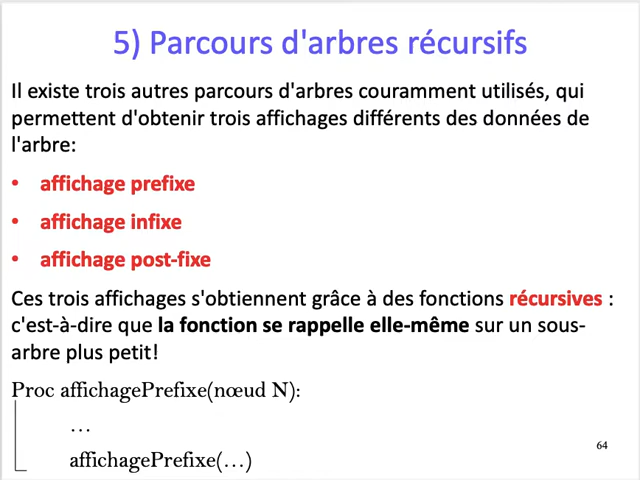 5) Parcours d'arbres récursifs
Il existe trois autres parcours d'arbres couramment utilisés, qui
permettent d'obtenir trois affichages différents des données de
l'arbre:
• affichage prefixe
• affichage infixe
• affichage post-fixe
Ces trois affichages s'obtiennent grâce à des fonctions récursives :
c'est-à-dire que la fonction se rappelle elle-même sur un sous-
arbre plus petit!
Proc affichagePrefixe(nœud N):
…
affichagePrefixe(…)
64